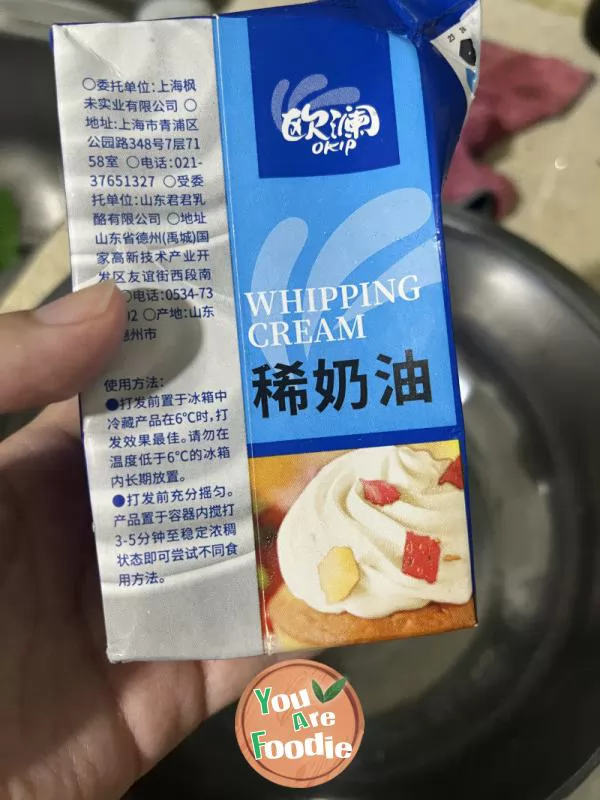 ○委托单位:上海枫
未实业有限公司 ○
地址:上海市青浦区
公园路348号7层71
58室 ○电话:021-
37651327 ○受委
托单位:山东君君乳
酪有限公司 ○地址
山东省德州(禹城)国
家高新技术产业开
发区友谊街西段南
○电话:0534-73
02 ○产地:山东
德州市
使用方法:
●打发前置于冰箱中
冷藏产品在6℃时,打
发效果最佳。请勿在
温度低于6℃的冰箱
内长期放置。
●打发前充分摇匀。
产品置于容器内搅打
3-5分钟至稳定浓稠
状态即可尝试不同食
用方法。
欧澜
OKIP
WHIPPING
CREAM
稀奶油
23 24
You
Are
Foodie